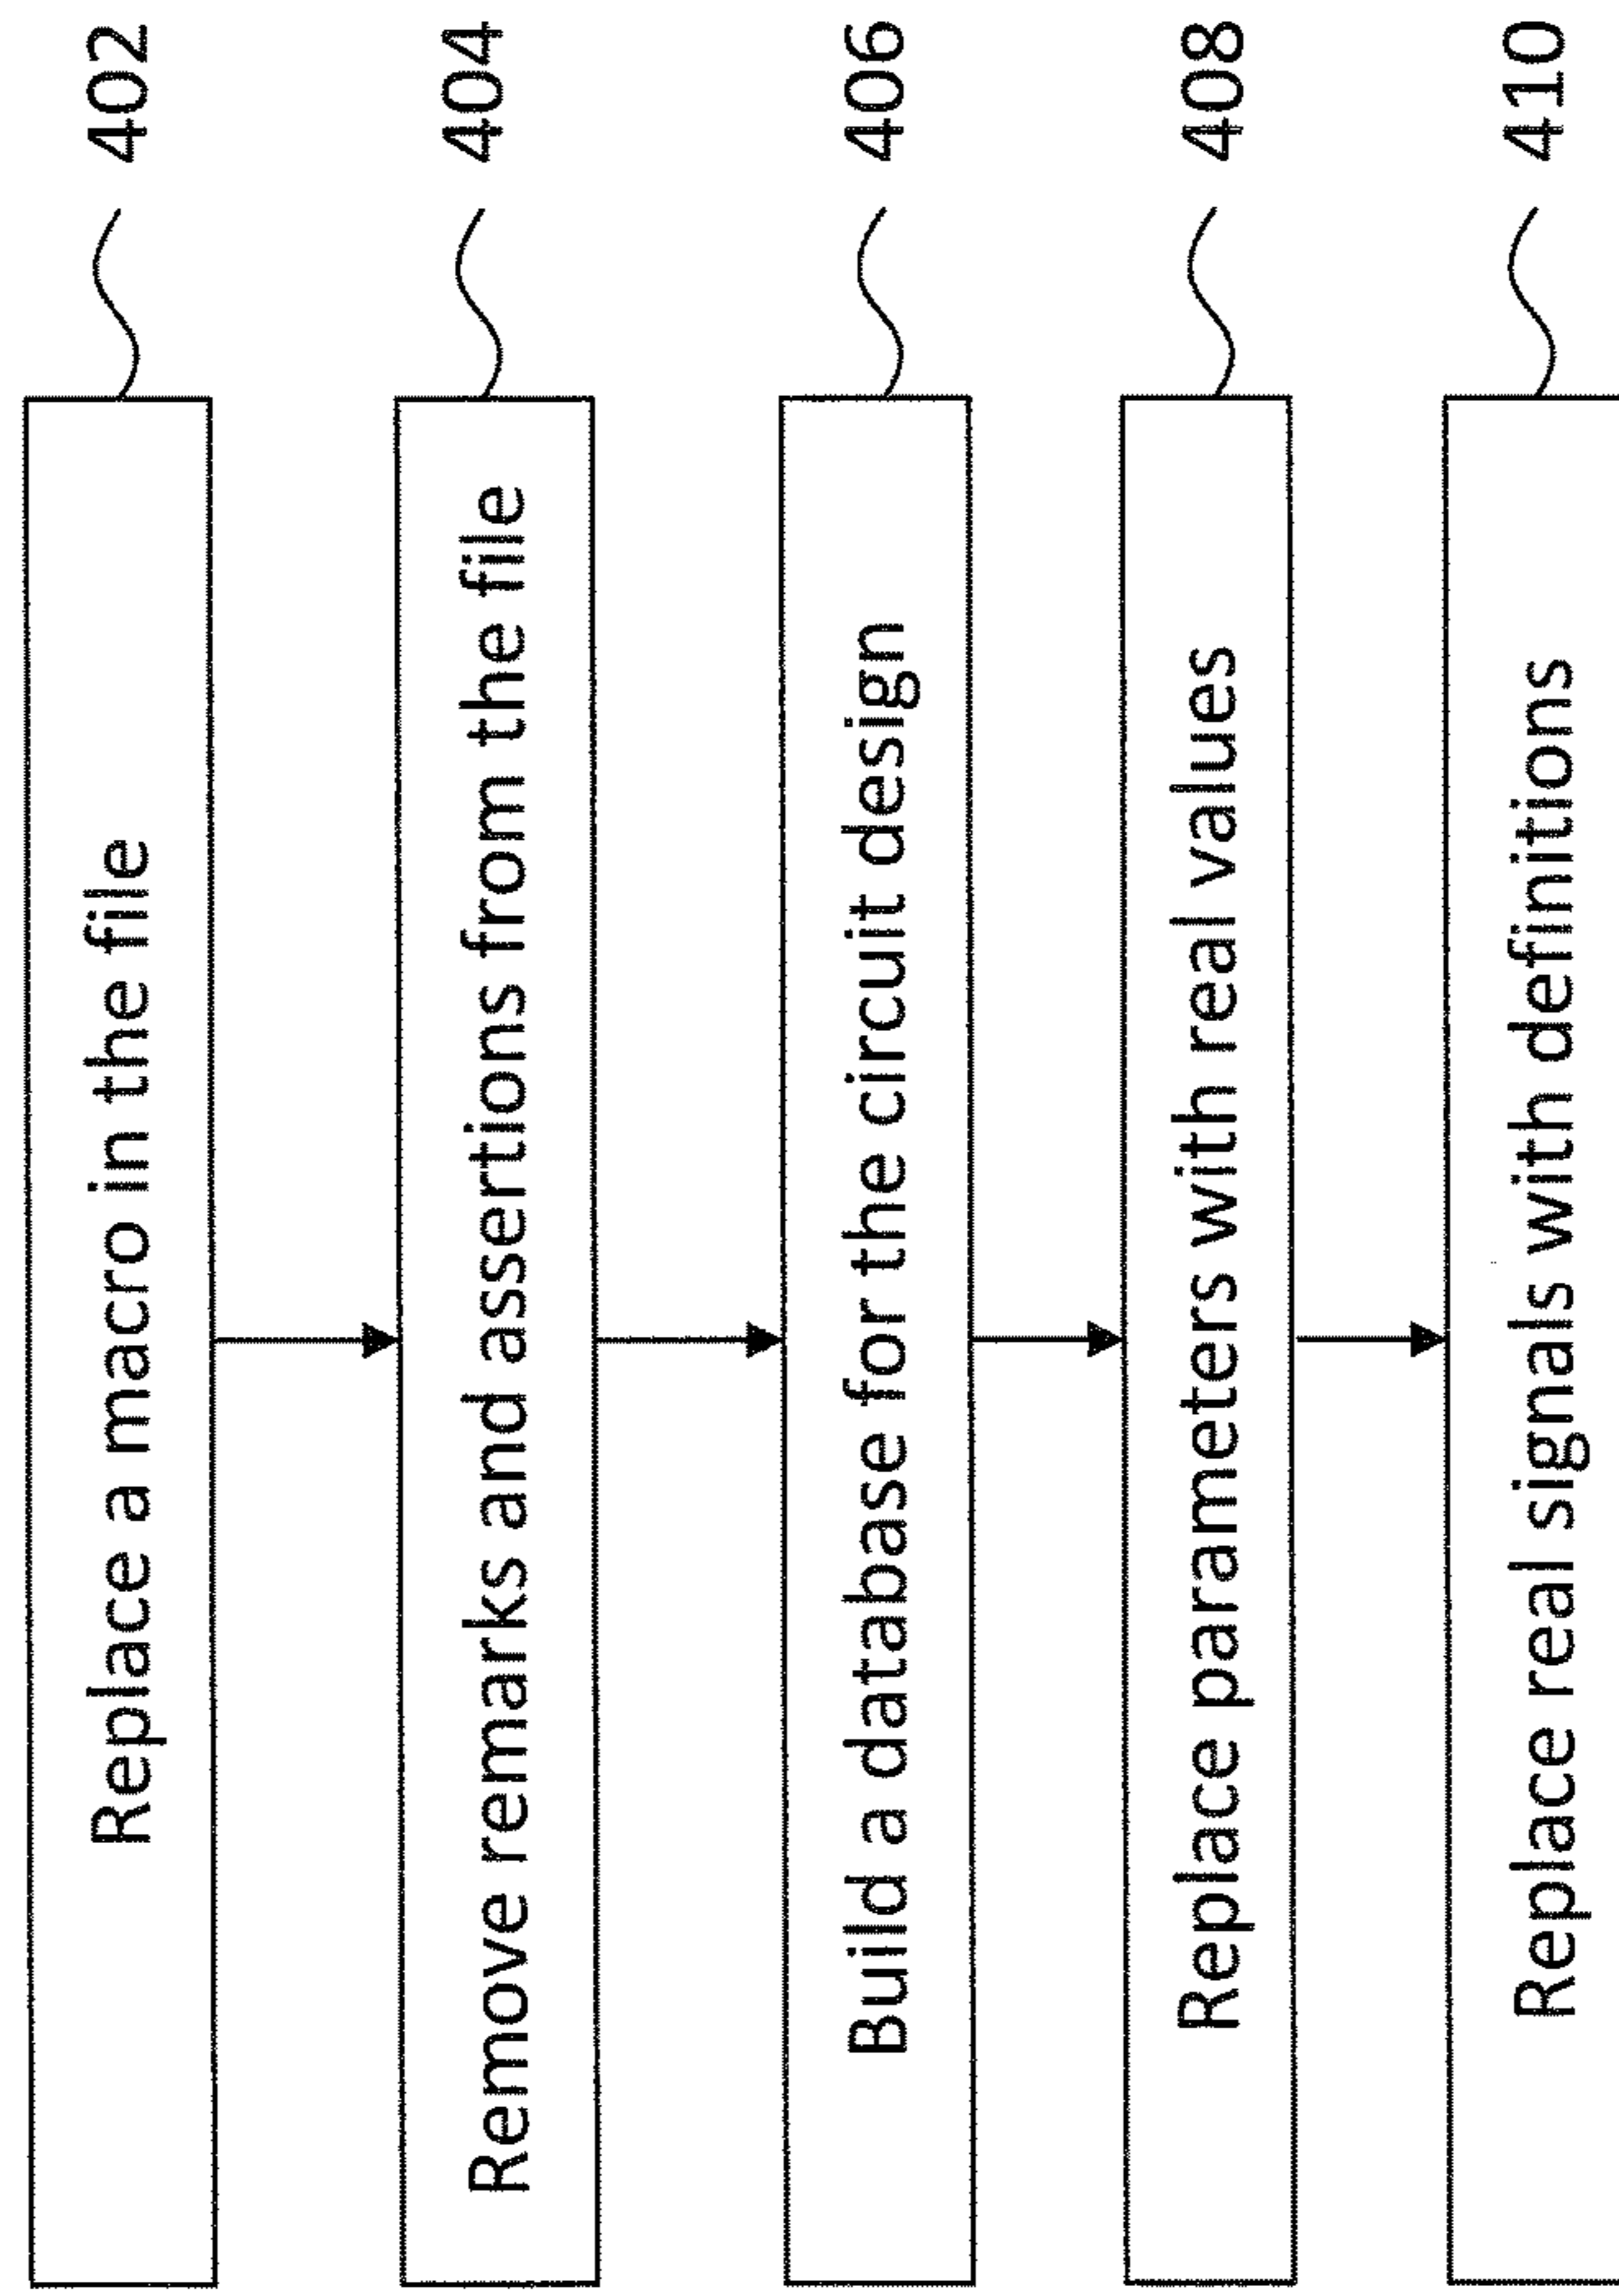 Replace a macro in the file
402
Remove remarks and assertions from the file
404
Build a database for the circuit design
406
Replace parameters with real values
408
Replace real signals with definitions
410